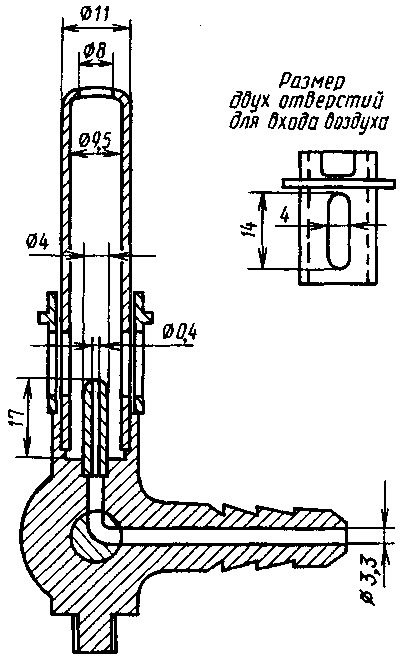 Ø11
Ø8
Размер
двух отверстий
для входа воздуха
Ø9,5
Ø4
4
14
Ø0,4
17
Ø3,3